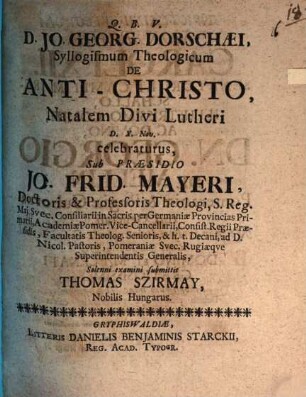 Q. B. V.
D. JO. GEORG. DORSCHÆI,
Syllogismum Theologicum
DE
ANTI-CHRISTO,
Natalem Divi Lutheri
D. X. Nov.
celebraturus,
Sub PRÆSIDIO
JO. FRID. MAYERI,
Doctoris & Professoris Theologi, S. Reg.
Maj. Svec. Consiliarii in Sacris per Germaniæ Provincias Pri-
marii, Academiæ Pomer. Vice-Cancellarii, Consist. Regii Præ-
sidis, Facultatis Theolog. Senioris, & h. t. Decani, ad D.
Nicol. Pastoris, Pomeraniæ Svec. Rugiæqve
Superintendentis Generalis,
Solenni examini submittit
THOMAS SZIRMAY,
Nobilis Hungarus.
GRYPHISWALDIÆ,
LITTERIS DANIELIS BENJAMINIS STARCKII,
REG. ACAD. TYPOGR.